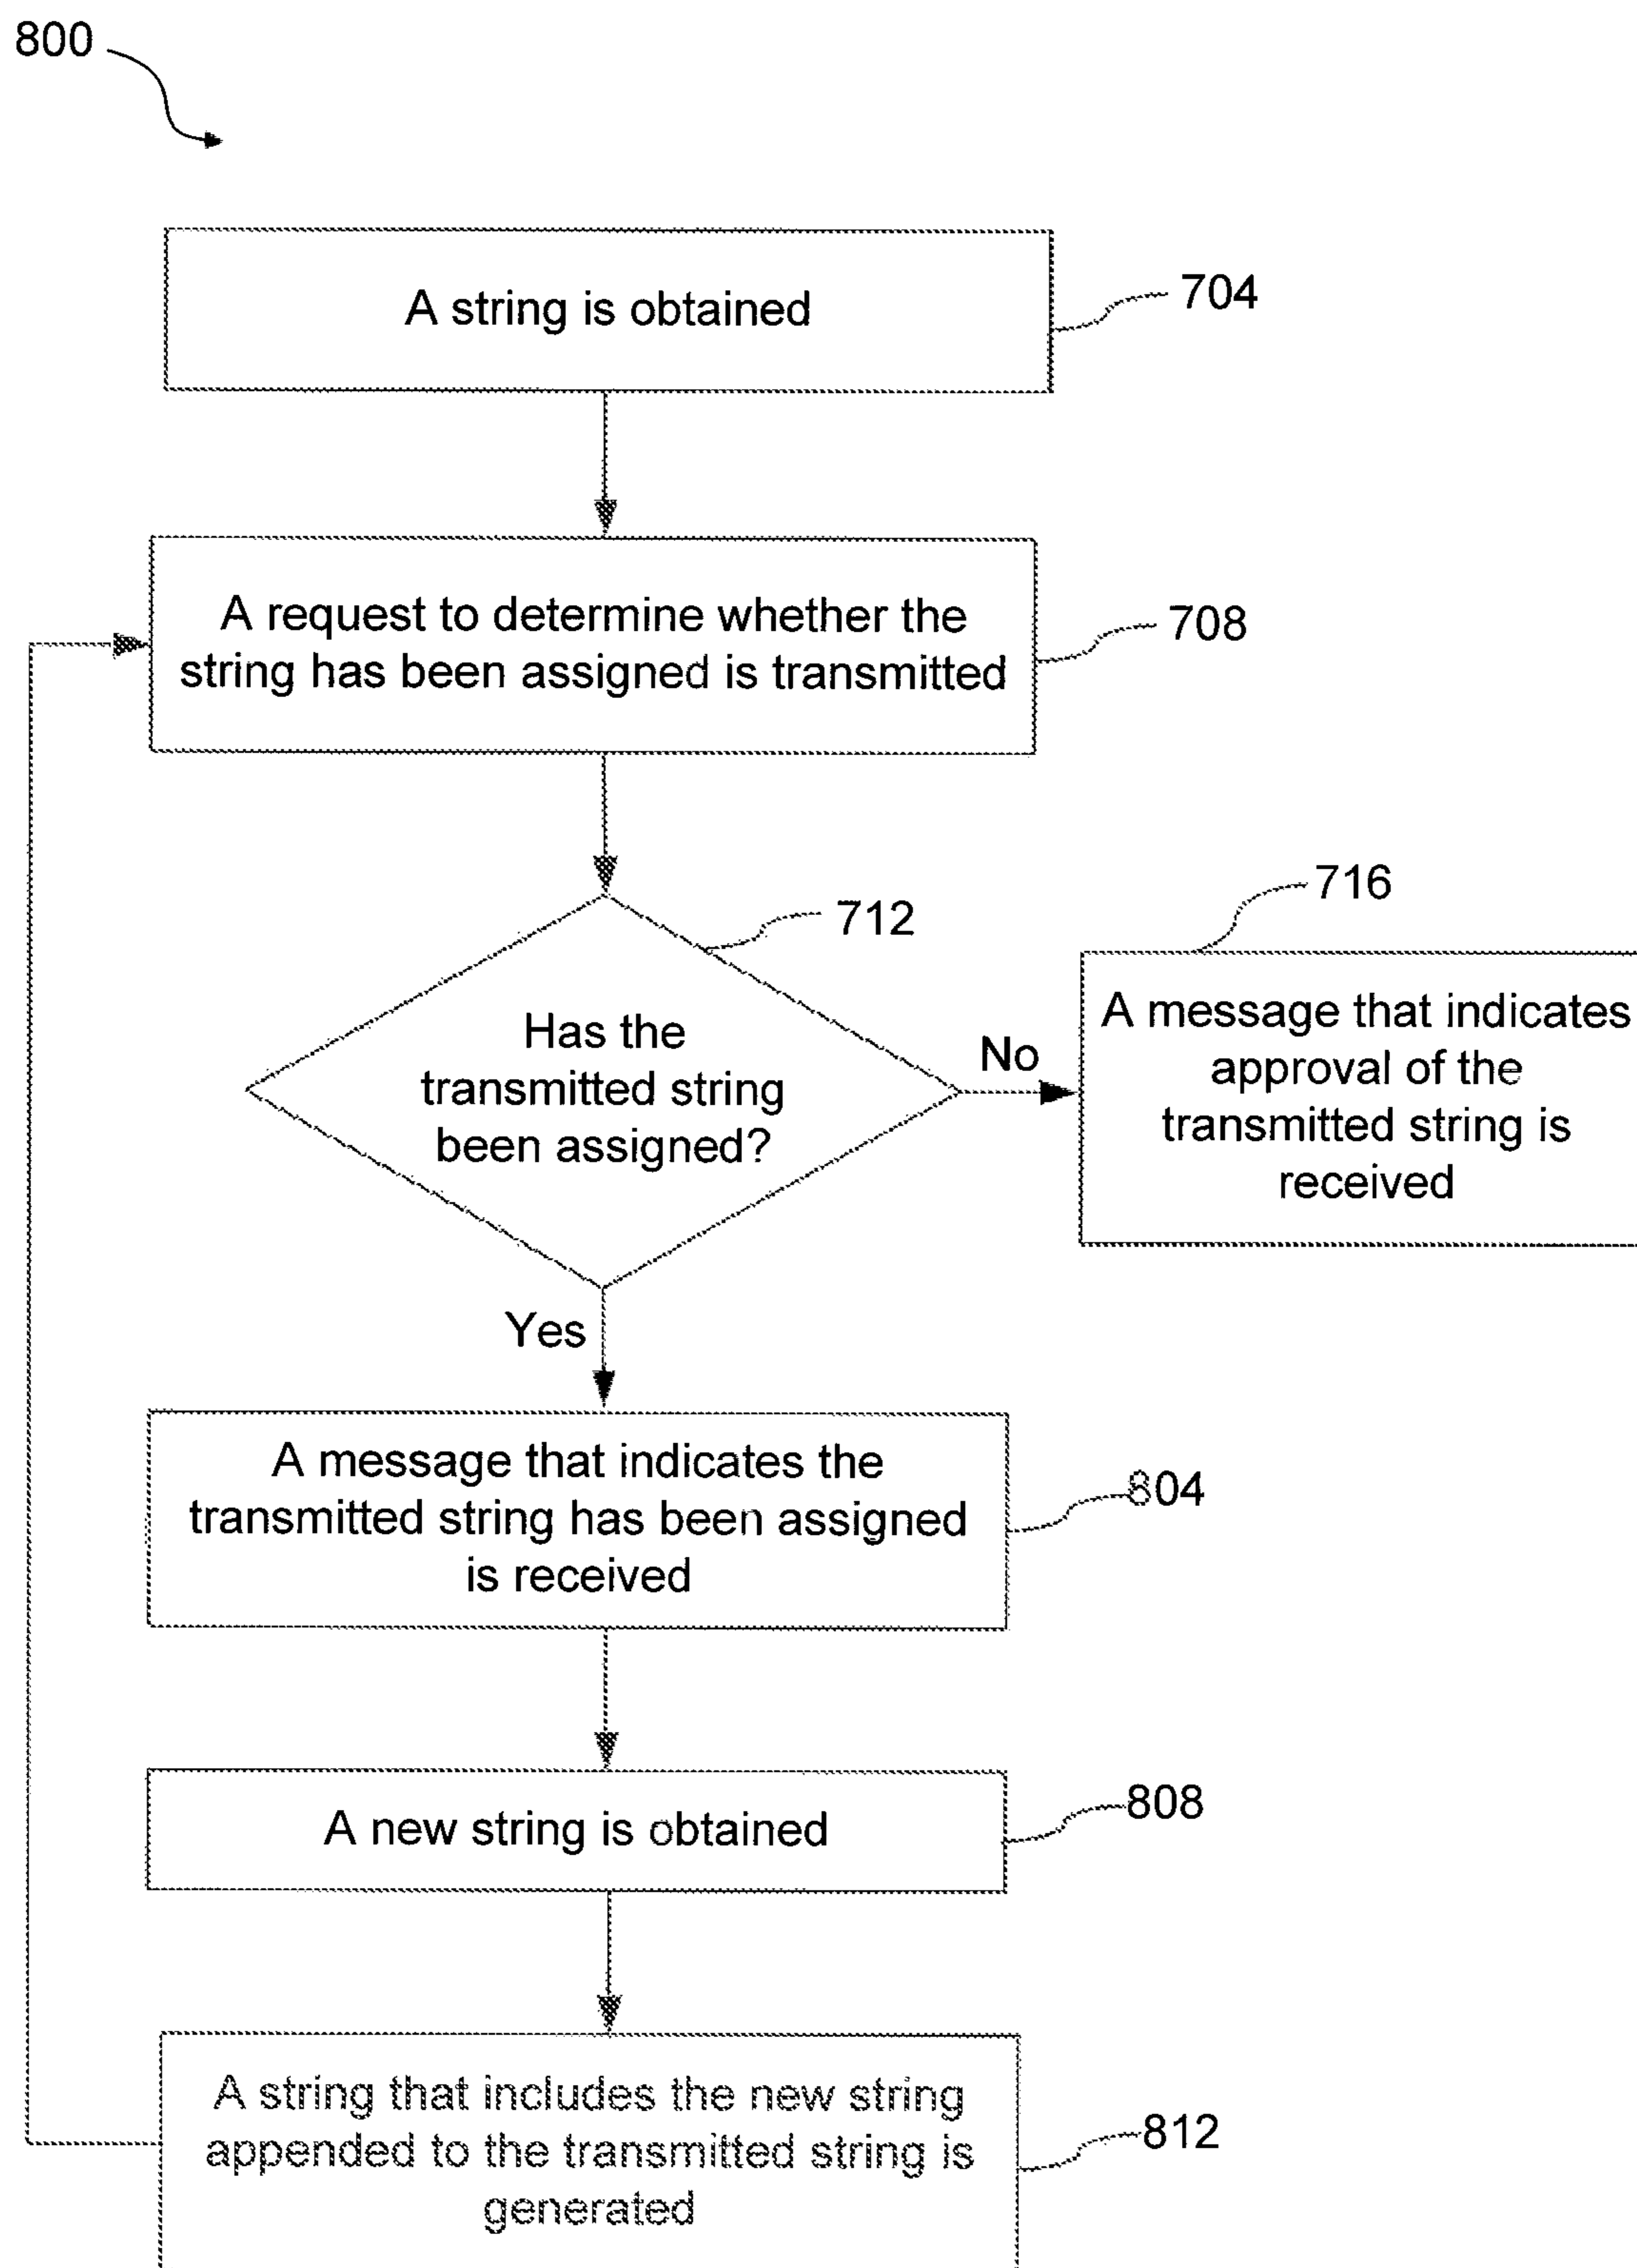 800
A string is obtained
704
A request to determine whether the
string has been assigned is transmitted
708
712
Has the
transmitted string
been assigned?
No
716
A message that indicates
approval of the
transmitted string is
received
Yes
A message that indicates the
transmitted string has been assigned
is received
804
A new string is obtained
808
A string that includes the new string
appended to the transmitted string is
generated
812